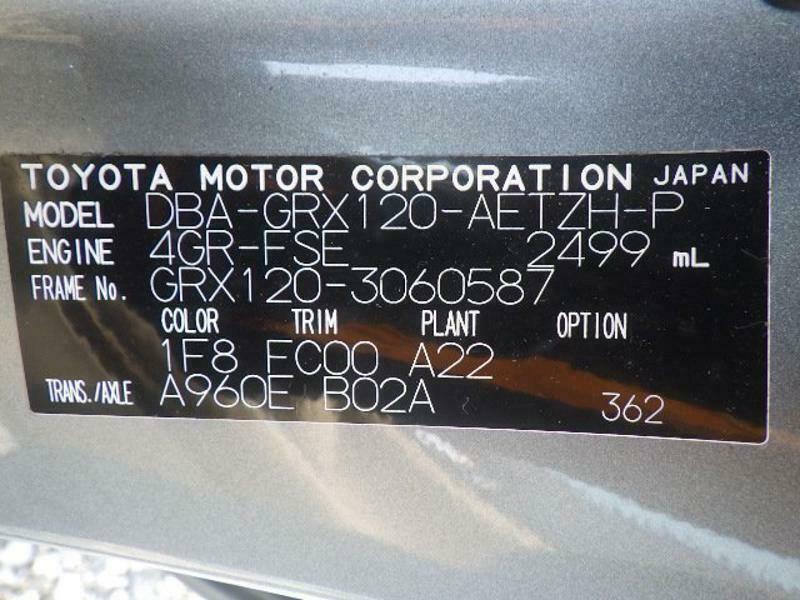 TOYOTA MOTOR CORPORATION JAPAN
MODEL DBA-GRX120-AETZH-P
ENGINE 4GR-FSE 2499 mL
FRAME No. GRX120-3060587
COLOR TRIM PLANT OPTION
1F8 FC00 A22
TRANS./AXLE A960E B02A 362